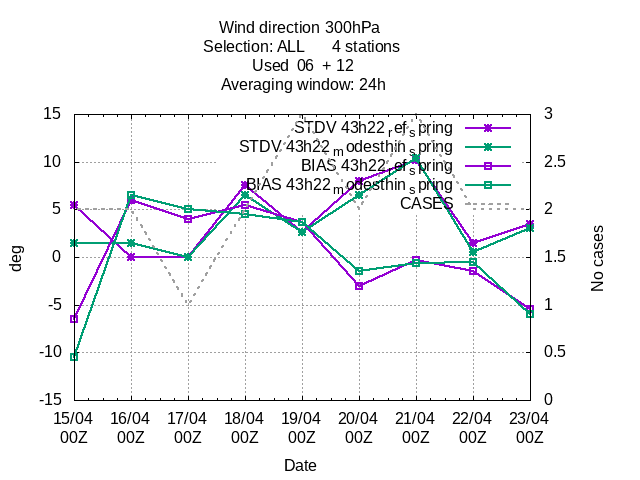 Wind direction 300hPa
Selection: ALL 4 stations
Used 06 + 12
Averaging window: 24h
STDV 43h22_ref_spring
STDV 43h22_modesthin_spring
BIAS 43h22_ref_spring
BIAS 43h22_modesthin_spring
CASES
15
10
5
0
-5
-10
-15
deg
3
2.5
2
1.5
1
0.5
0
No cases
15/04 16/04 17/04 18/04 19/04 20/04 21/04 22/04 23/04
00Z 00Z 00Z 00Z 00Z 00Z 00Z 00Z 00Z
Date